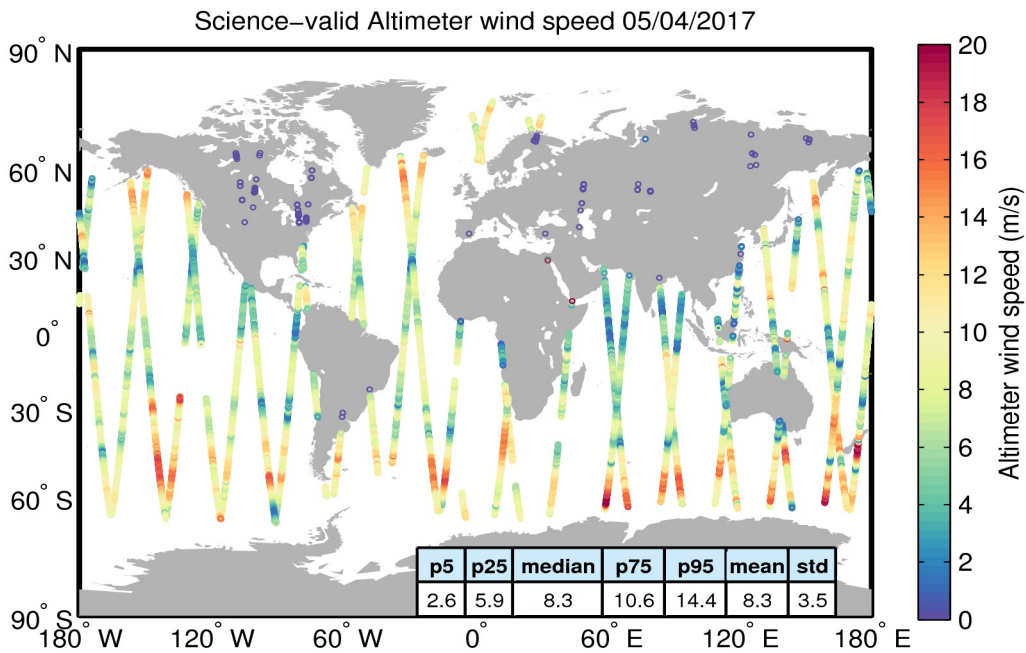 Science−valid Altimeter wind speed 05/04/2017
90° N
60° N
30° N
0°
30° S
60° S
90° S
180° W
120° W
60° W
0°
60° E
120° E
180° E
p5 p25 median p75 p95 mean std
2.6 5.9 8.3 10.6 14.4 8.3 3.5
20
18
16
14
12
10
8
6
4
2
0
Altimeter wind speed (m/s)